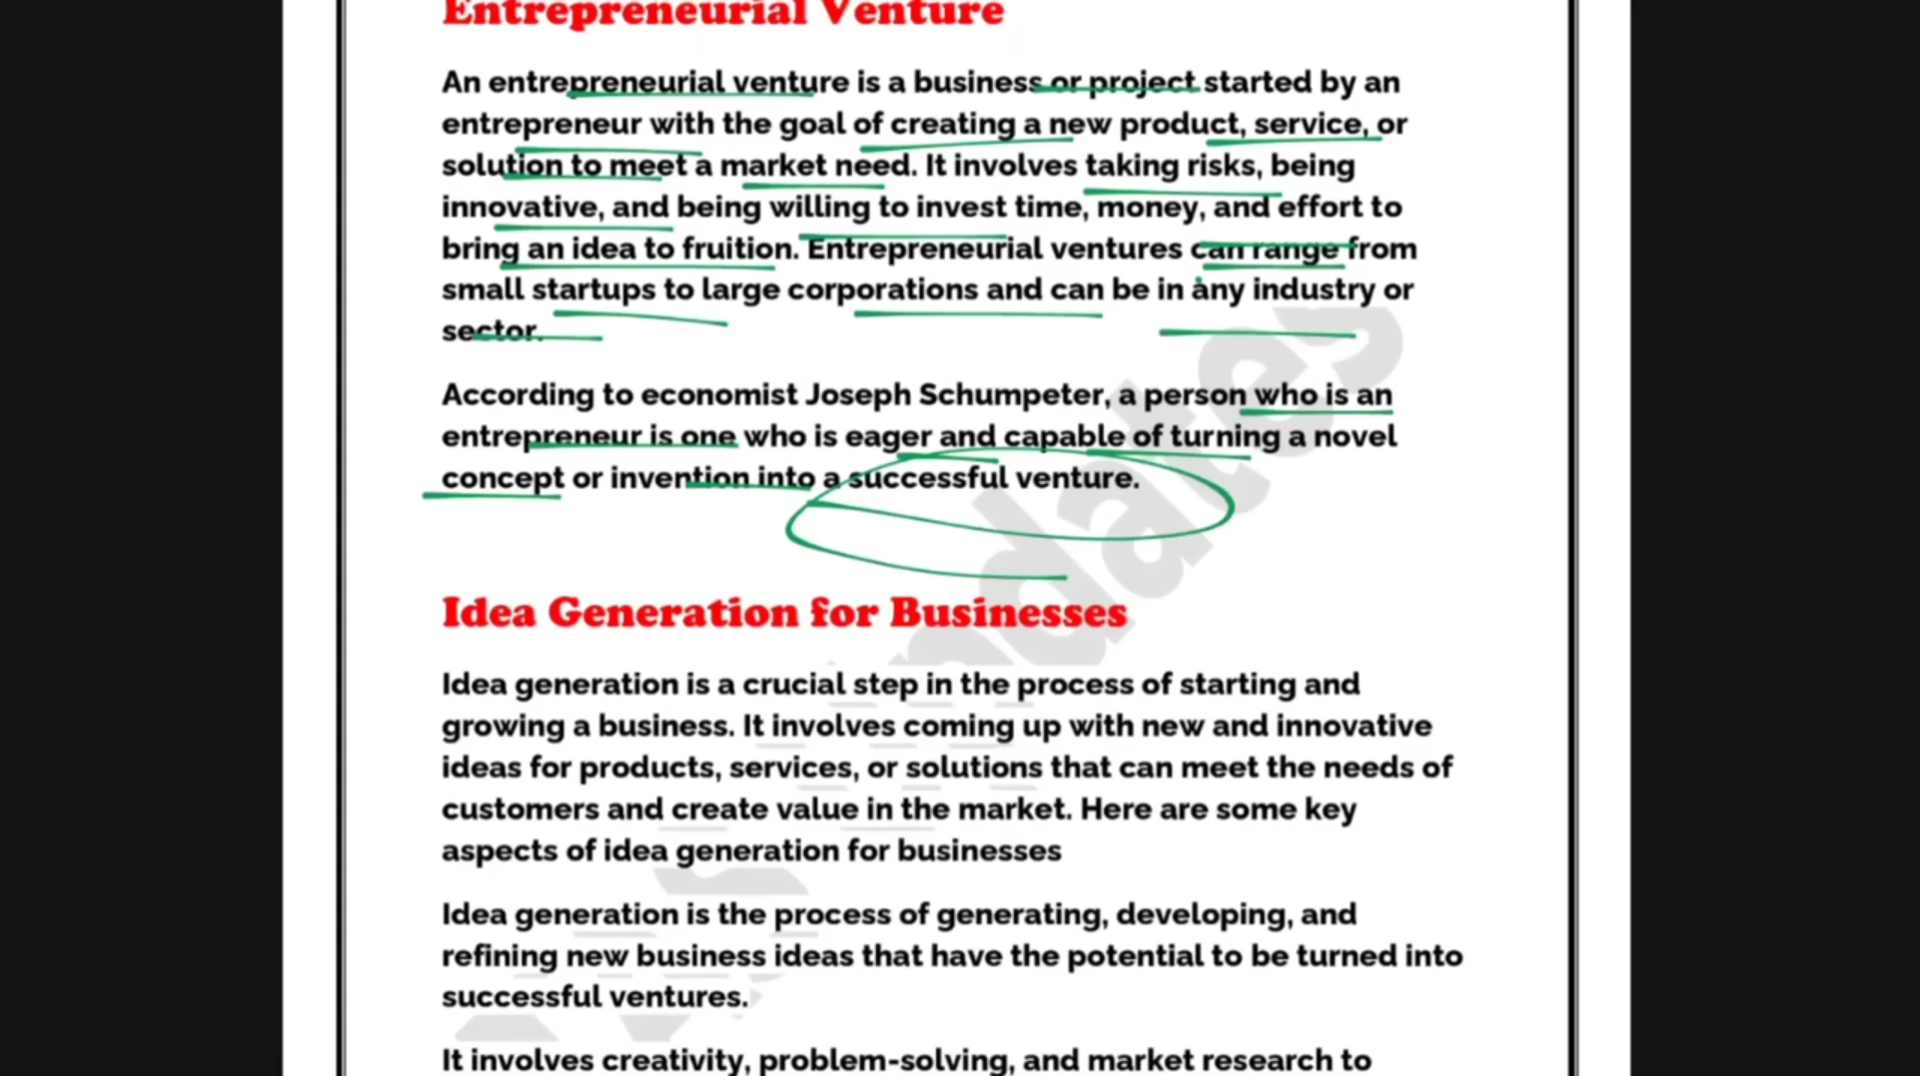 Entrepreneurial Venture
An entrepreneurial venture is a business or project started by an
entrepreneur with the goal of creating a new product, service, or
solution to meet a market need. It involves taking risks, being
innovative, and being willing to invest time, money, and effort to
bring an idea to fruition. Entrepreneurial ventures can range from
small startups to large corporations and can be in any industry or
sector.
According to economist Joseph Schumpeter, a person who is an
entrepreneur is one who is eager and capable of turning a novel
concept or invention into a successful venture.
Idea Generation for Businesses
Idea generation is a crucial step in the process of starting and
growing a business. It involves coming up with new and innovative
ideas for products, services, or solutions that can meet the needs of
customers and create value in the market. Here are some key
aspects of idea generation for businesses
Idea generation is the process of generating, developing, and
refining new business ideas that have the potential to be turned into
successful ventures.
It involves creativity, problem-solving, and market research to